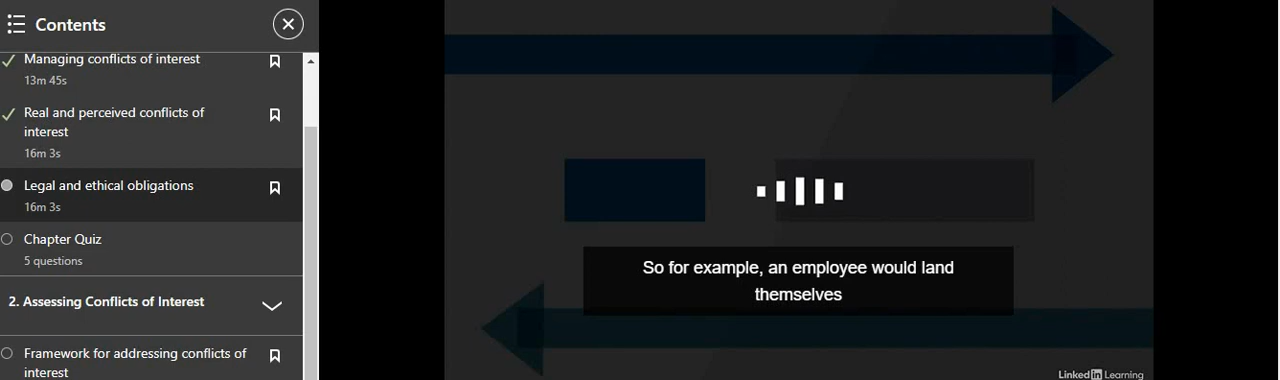 Contents
Managing conflicts of interest
13m 45s
Real and perceived conflicts of
interest
16m 3s
Legal and ethical obligations
16m 3s
Chapter Quiz
5 questions
2. Assessing Conflicts of Interest
Framework for addressing conflicts of
interest
So for example, an employee would land
themselves
Linked in Learning